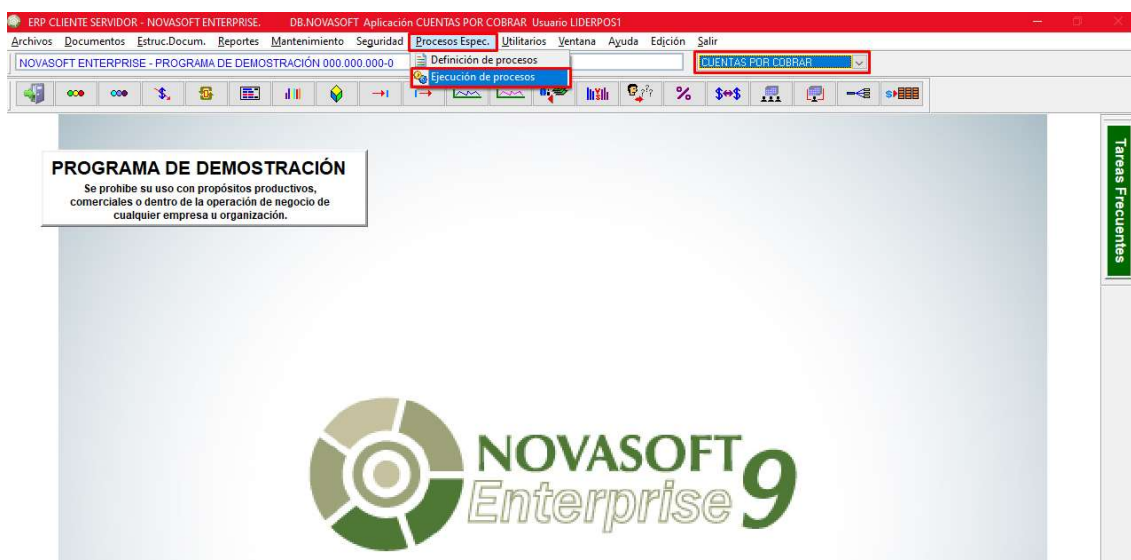 ERP CLIENTE SERVIDOR - NOVASOFT ENTERPRISE. DB.NOVASOFT Aplicación CUENTAS POR COBRAR Usuario LIDERPOS1
Archivos Documentos Estruc.Docum. Reportes Mantenimiento Seguridad Procesos Espec. Utilitarios Ventana Ayuda Edición Salir
NOVASOFT ENTERPRISE - PROGRAMA DE DEMOSTRACIÓN 000.000.000-0
Definición de procesos
CUENTAS POR COBRAR
Ejecución de procesos
PROGRAMA DE DEMOSTRACIÓN
Se prohibe su uso con propósitos productivos,
comerciales o dentro de la operación de negocio de
cualquier empresa u organización.
Tareas Frecuentes
NOVASOFT
Enterprise 9